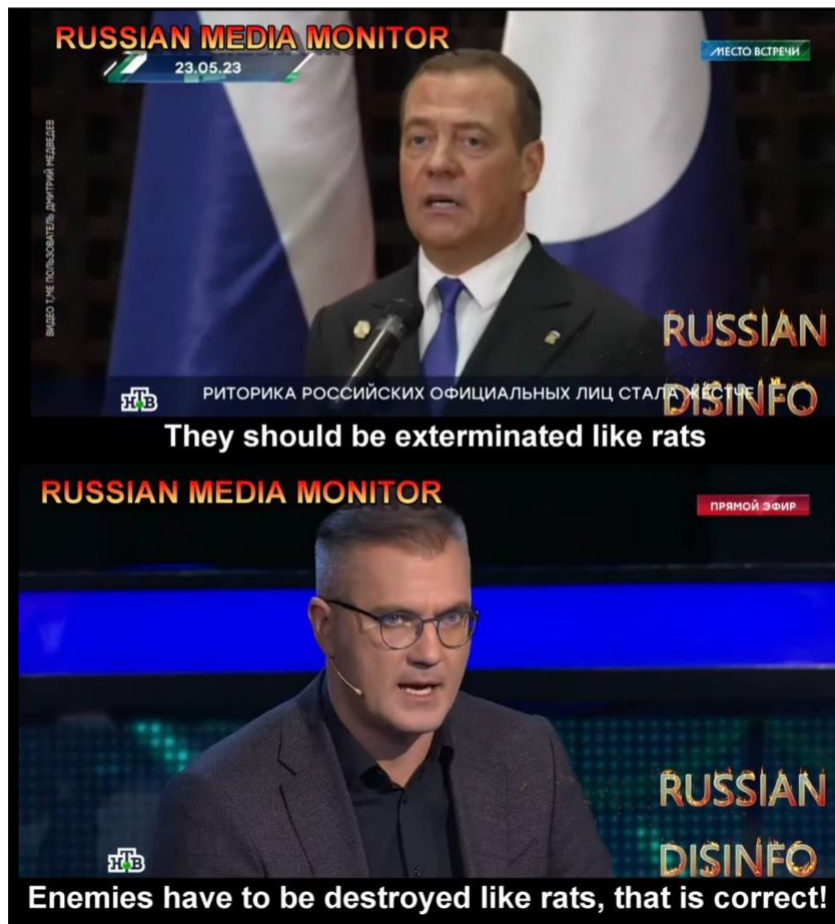 RUSSIAN MEDIA MONITOR
МЕСТО ВСТРЕЧИ
23.05.23
ВИДЕО Т.МЕ ПОЛЬЗОВАТЕЛЬ ДМИТРИЙ МЕДВЕДЕВ
RUSSIAN
DISINFO
НТВ
РИТОРИКА РОССИЙСКИХ ОФИЦИАЛЬНЫХ ЛИЦ СТАЛА ЖЁСТЧЕ
They should be exterminated like rats
RUSSIAN MEDIA MONITOR
ПРЯМОЙ ЭФИР
RUSSIAN
DISINFO
НТВ
Enemies have to be destroyed like rats, that is correct!